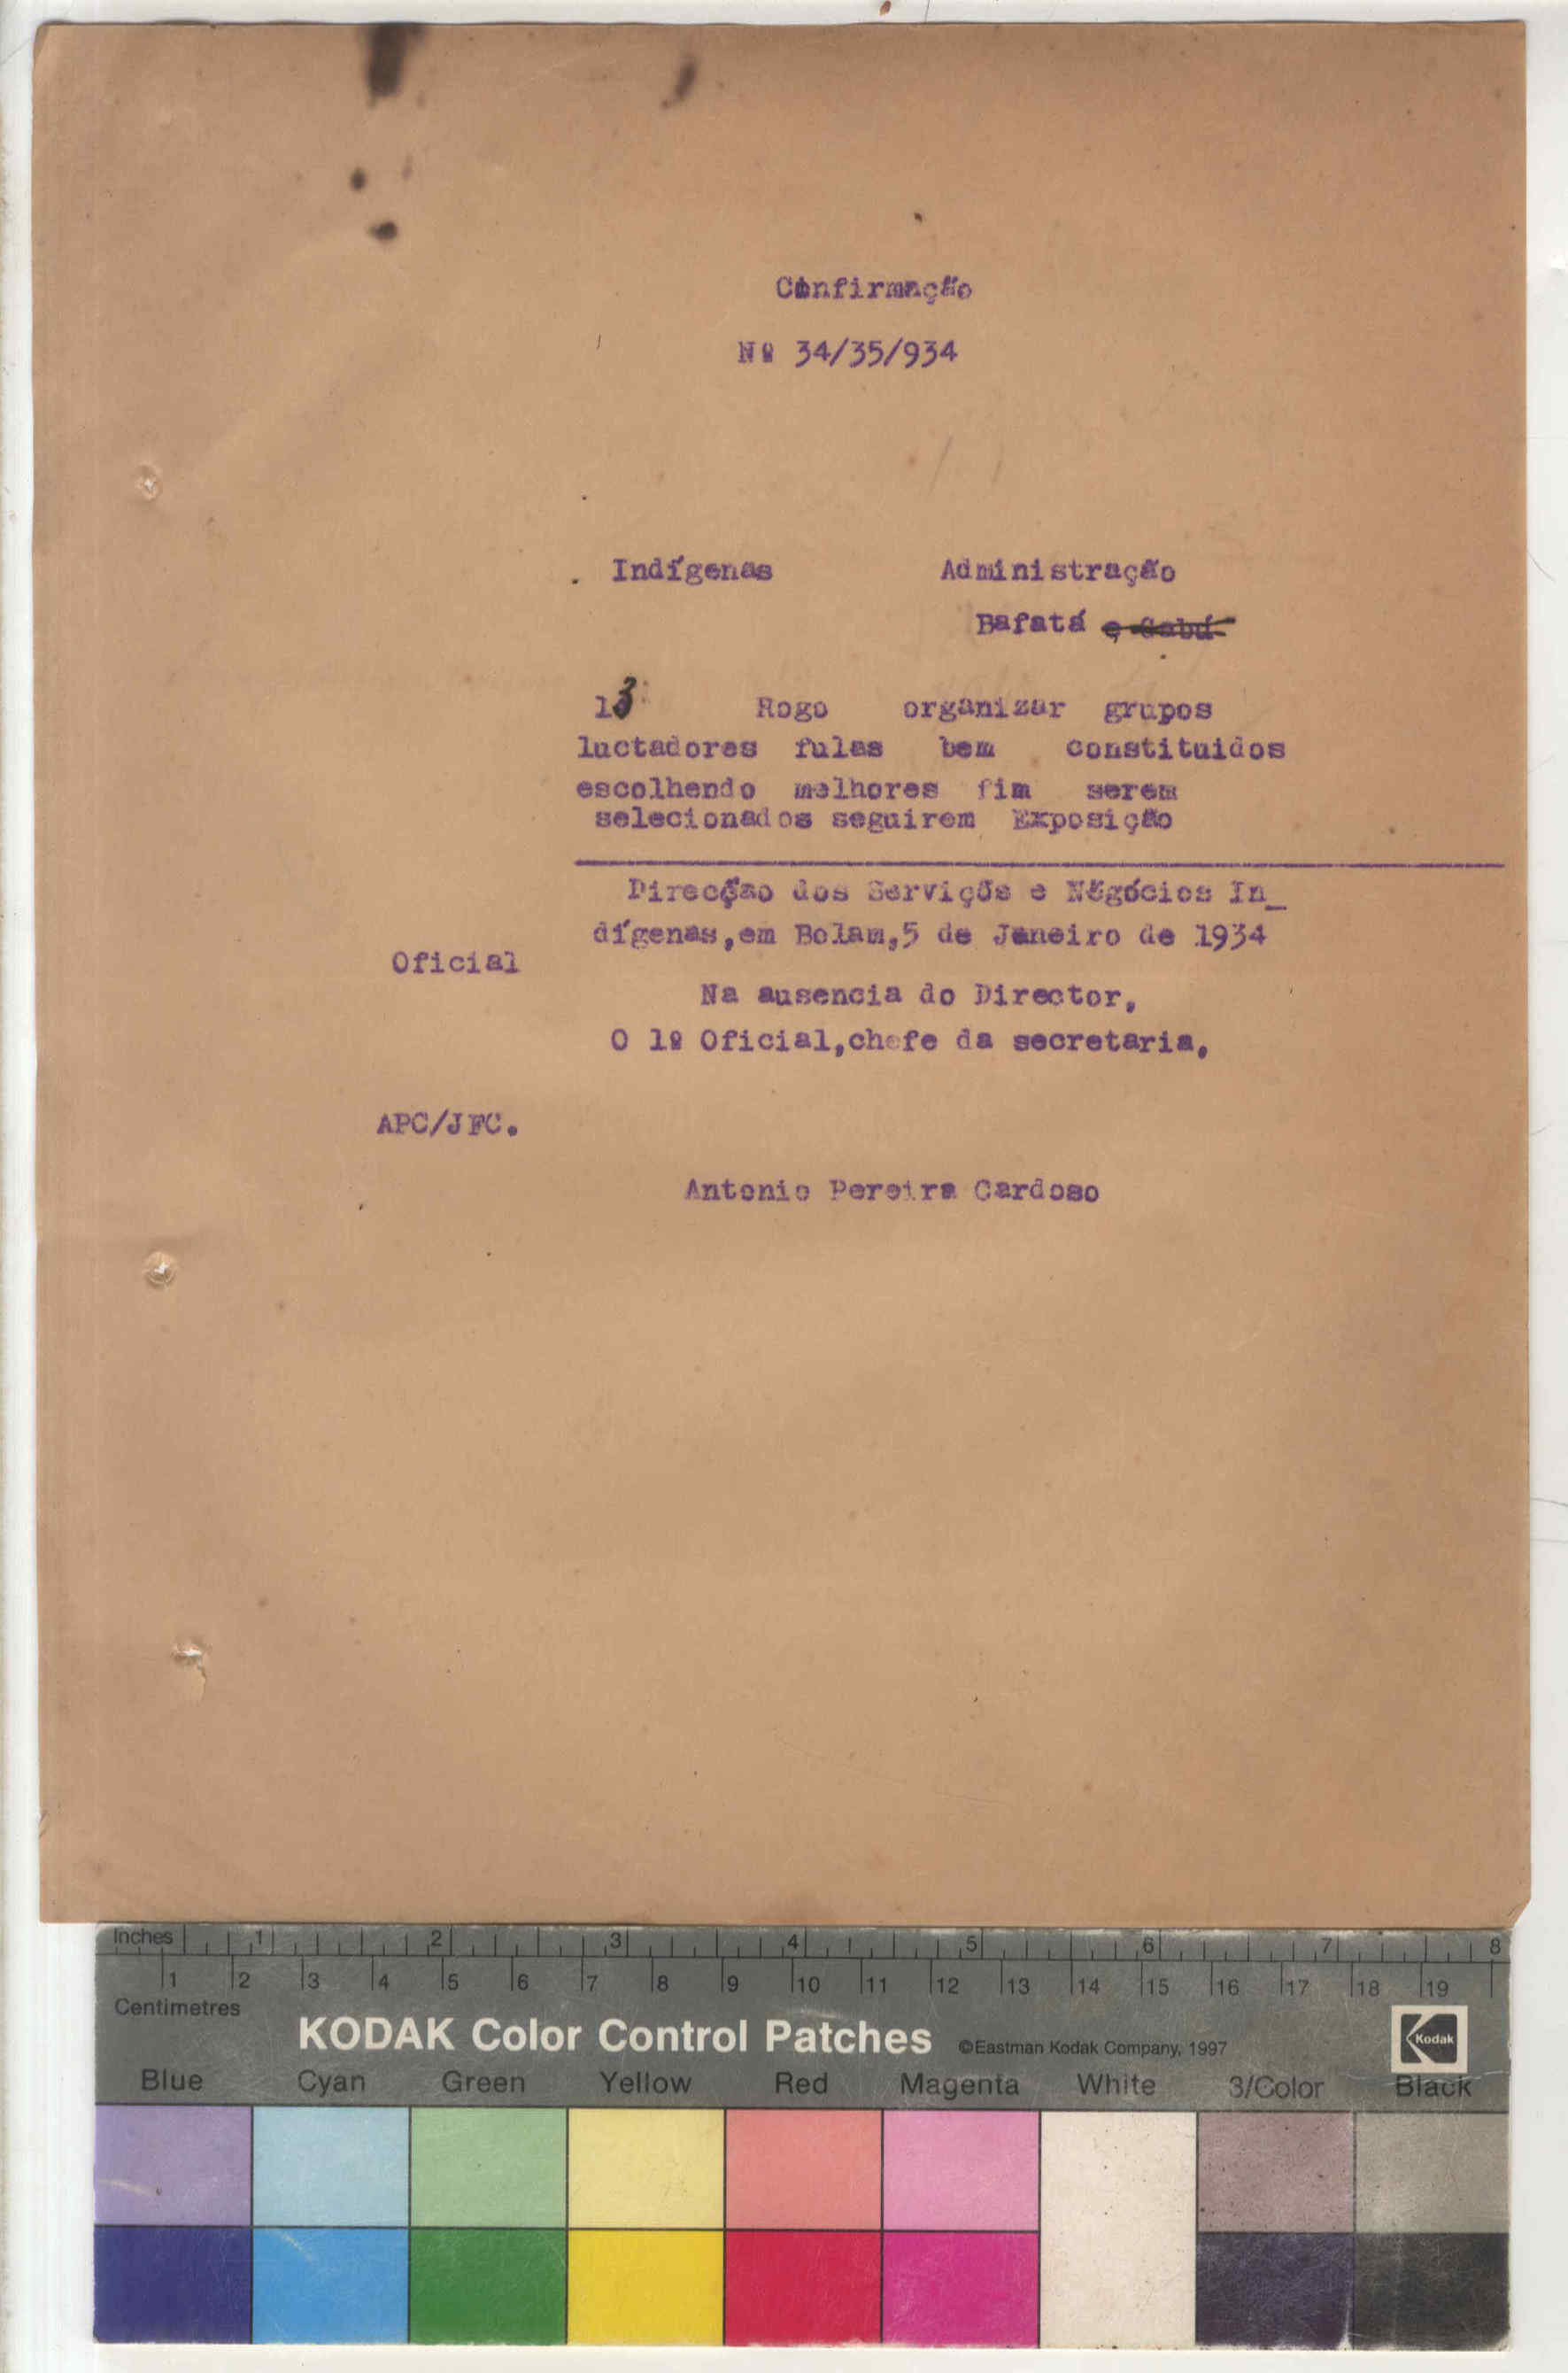 Confirmação
Nº 34/35/934
Indígenas Administração
Bafatá e Gabú
13 Rogo organizar grupos
luctadores fulas bem constituidos
escolhendo melhores fim serem
selecionados seguirem Exposição
Direcção dos Serviços e Negócios In_
dígenas,em Bolam,5 de Janeiro de 1934
Oficial
Na ausencia do Director,
O 1º Oficial,chefe da secretaria,
APC/JFC.
Antonio Pereira Cardoso
Inches 1 2 3 4 5 6 7 8
1 2 3 4 5 6 7 8 9 10 11 12 13 14 15 16 17 18 19
Centimetres
KODAK Color Control Patches ©Eastman Kodak Company, 1997 Kodak
Blue Cyan Green Yellow Red Magenta White 3/Color Black